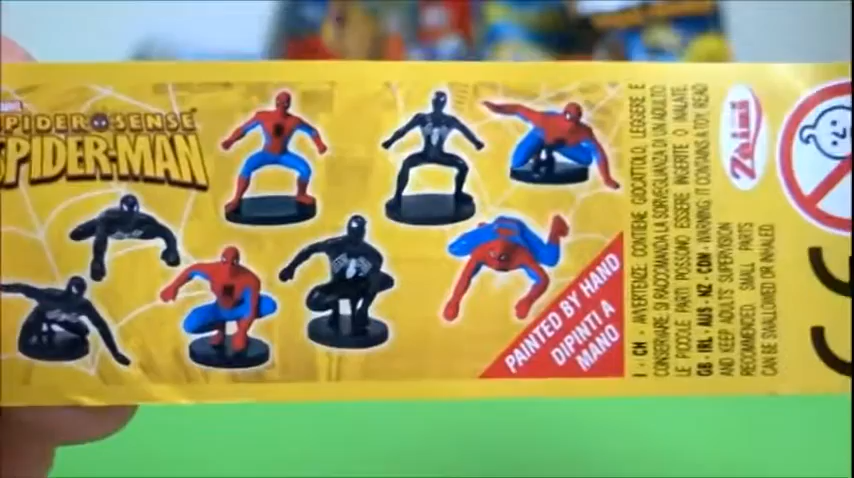 SPIDER SENSE
SPIDER-MAN
PAINTED BY HAND
DIPINTI A
MANO
I - CH - AVVERTENZE: CONTIENE GIOCATTOLO, LEGGERE E
CONSERVARE. SI RACCOMANDA LA SORVEGLIANZA DI UN ADULTO
LE PICCOLE PARTI POSSONO ESSERE INGERITE O INALATE.
GB - IRL - AUS - NZ - CDN - WARNING: IT CONTAINS A TOY. READ
AND KEEP. ADULTS SUPERVISION
RECOMMENDED. SMALL PARTS
CAN BE SWALLOWED OR INHALED
Zaini
CE